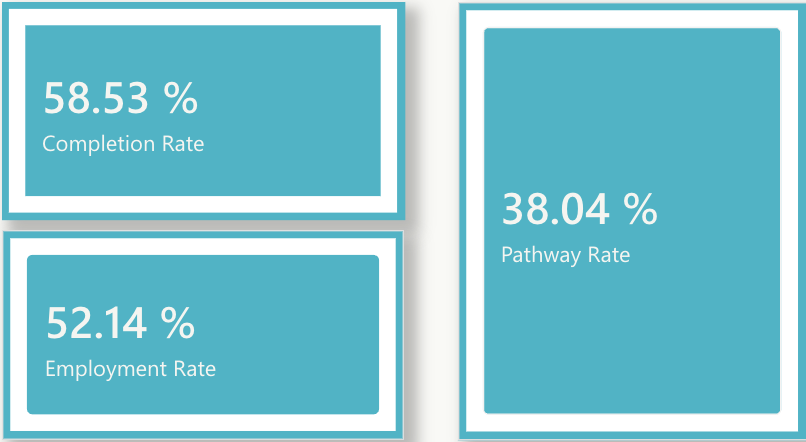 58.53 %
Completion Rate
52.14 %
Employment Rate
38.04 %
Pathway Rate